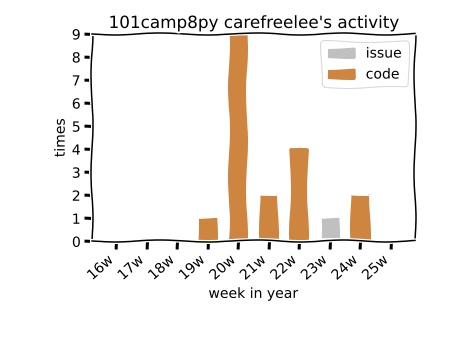 101camp8py carefreelee's activity
issue
code
9
8
7
6
5
4
3
2
1
0
times
16w 17w 18w 19w 20w 21w 22w 23w 24w 25w
week in year